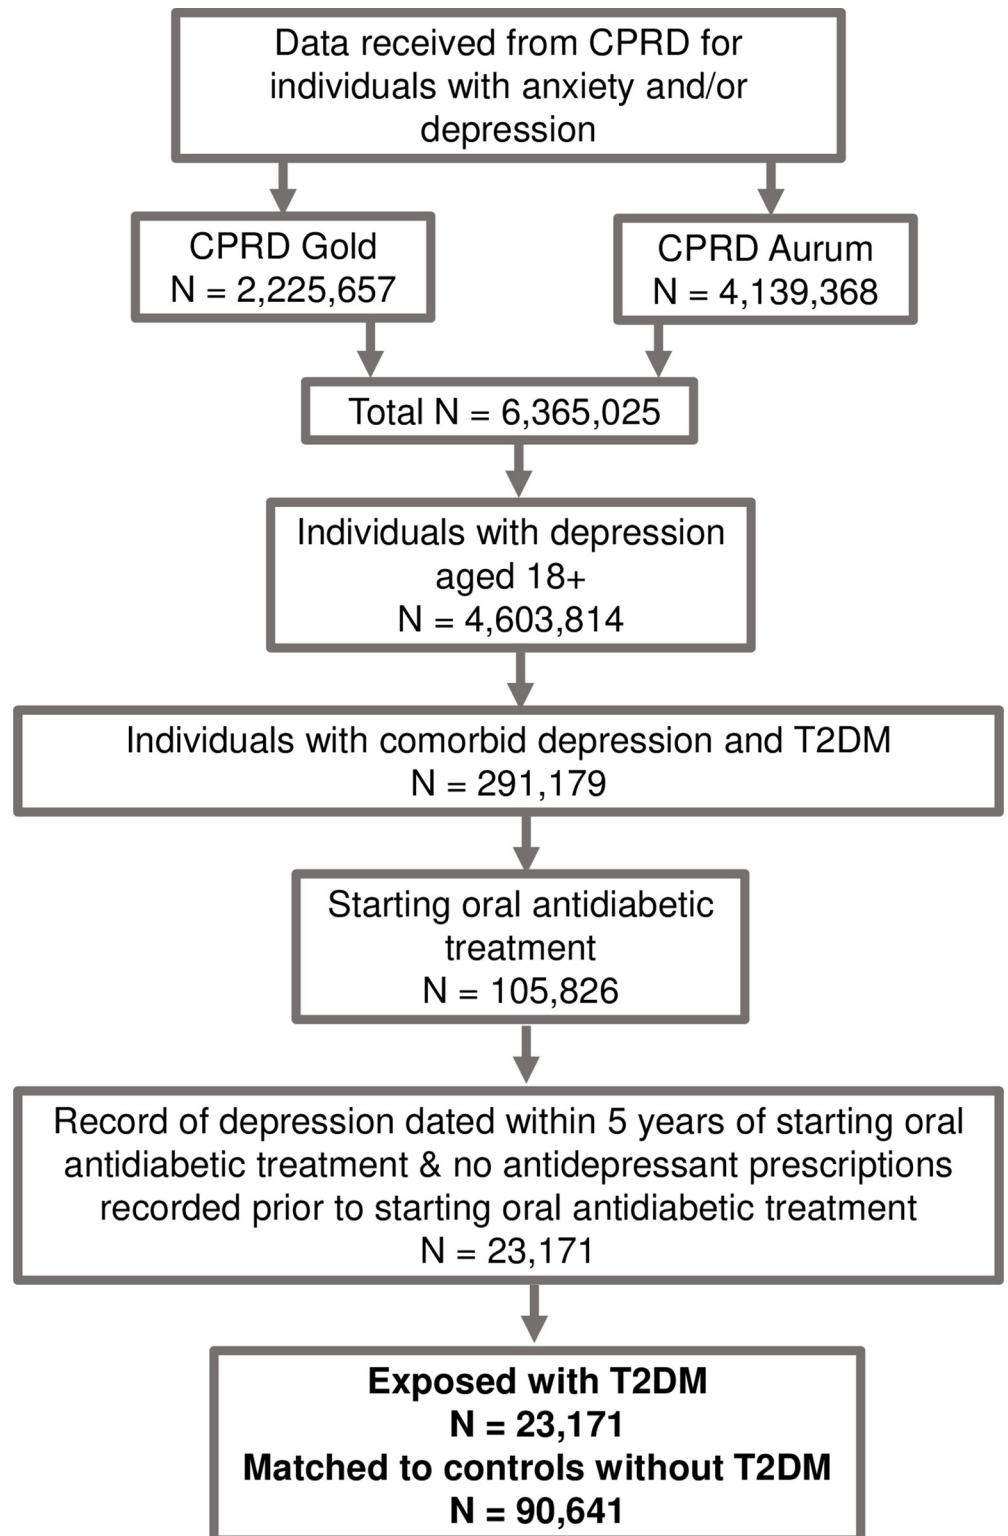 Data received from CPRD for
individuals with anxiety and/or
depression
CPRD Gold
N = 2,225,657
CPRD Aurum
N = 4,139,368
Total N = 6,365,025
Individuals with depression
aged 18+
N = 4,603,814
Individuals with comorbid depression and T2DM
N = 291,179
Starting oral antidiabetic
treatment
N = 105,826
Record of depression dated within 5 years of starting oral
antidiabetic treatment & no antidepressant prescriptions
recorded prior to starting oral antidiabetic treatment
N = 23,171
Exposed with T2DM
N = 23,171
Matched to controls without T2DM
N = 90,641